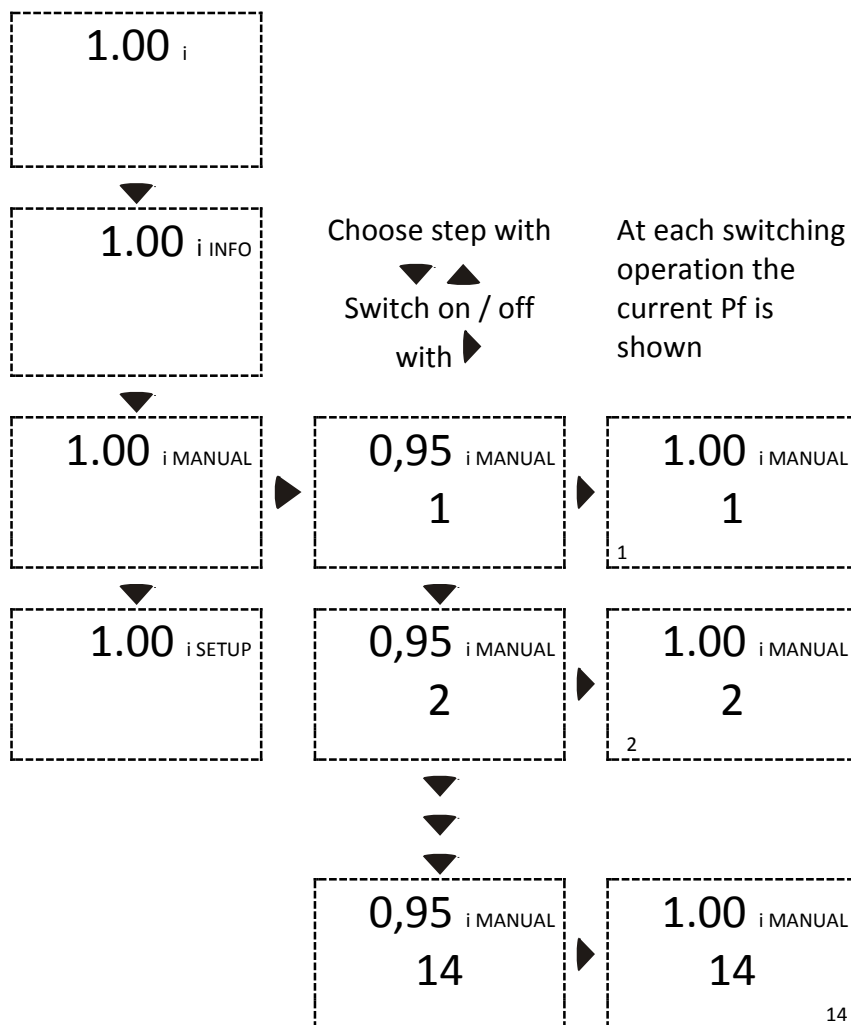 1.00 i
1.00 i INFO
Choose step with
Switch on / off
with
At each switching
operation the
current Pf is
shown
1.00 i MANUAL
0,95 i MANUAL
1
1.00 i MANUAL
1
1
1.00 i SETUP
0,95 i MANUAL
2
1.00 i MANUAL
2
2
0,95 i MANUAL
14
1.00 i MANUAL
14
14